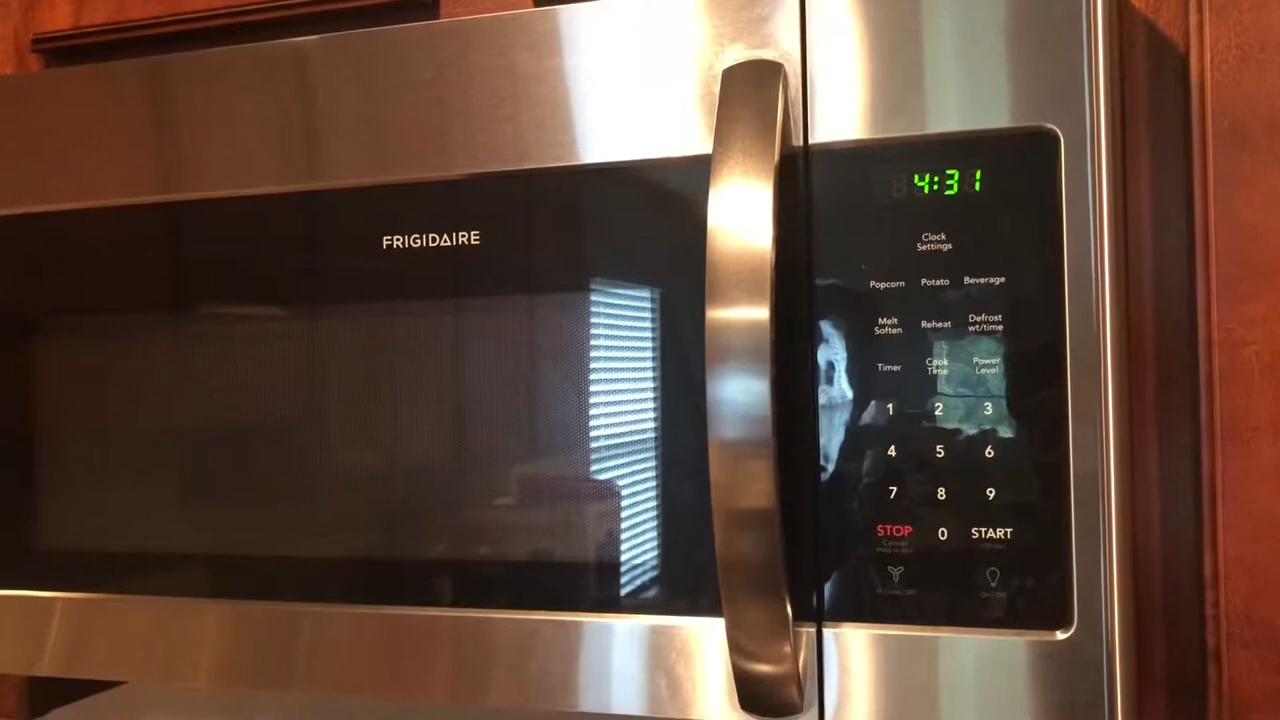 FRIGIDAIRE
4:31
Clock
Settings
Popcorn Potato Beverage
Melt
Soften
Reheat
Defrost
wt/time
Timer
Cook
Time
Power
Level
1 2 3
4 5 6
7 8 9
STOP 0 START
Cancel